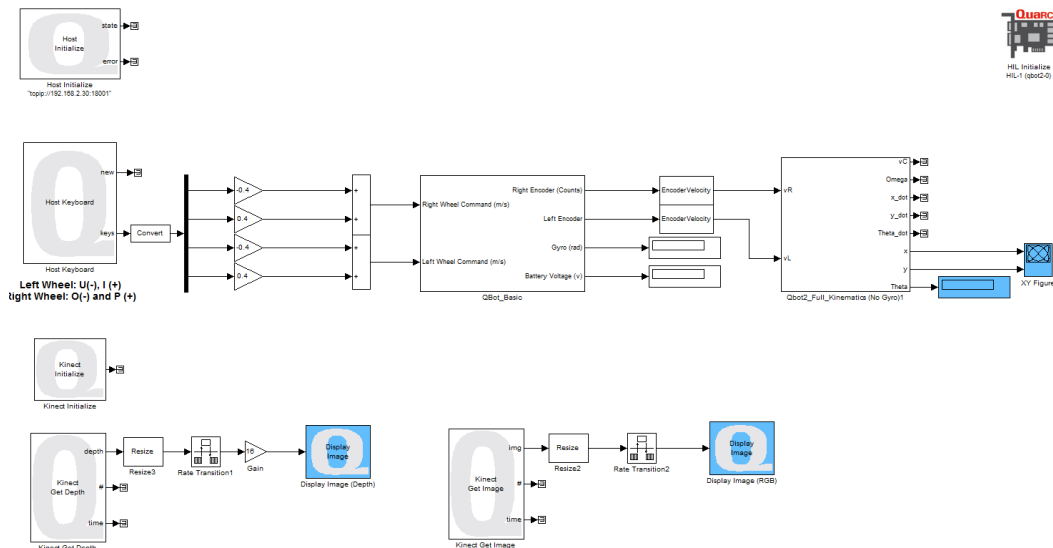 Host
Initialize
state
error
Host Initialize
"tcpip://192.168.2.30:18001"
QUARC
HIL Initialize
HIL-1 (qbot2-0)
Host Keyboard
new
keys
Host Keyboard
Left Wheel: U(-), I (+)
Right Wheel: O(-) and P (+)
Convert
-0.4
0.4
-0.4
0.4
+
+
+
+
Right Wheel Command (m/s)
Left Wheel Command (m/s)
Right Encoder (Counts)
Left Encoder
Gyro (rad)
Battery Voltage (v)
QBot_Basic
EncoderVelocity
EncoderVelocity
vR
vL
vC
Omega
x_dot
y_dot
Theta_dot
x
y
Theta
Qbot2_Full_Kinematics (No Gyro)1
XY Figure
Kinect
Initialize
Kinect Initialize
Kinect
Get Depth
depth
#
time
Kinect Get Depth
Resize
Resize3
Rate Transition1
16
Gain
Display
Image
Display Image (Depth)
Kinect
Get Image
img
#
time
Kinect Get Image
Resize
Resize2
Rate Transition2
Display
Image
Display Image (RGB)